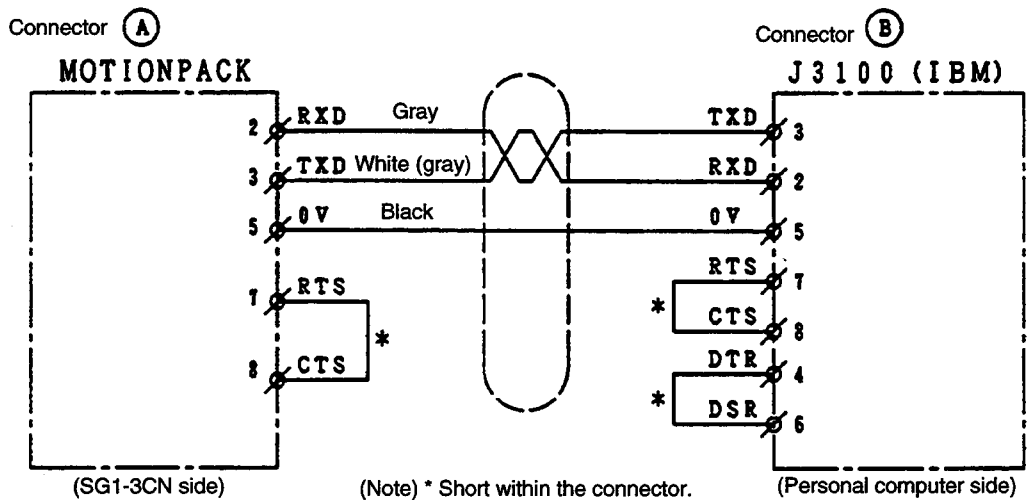 Connector A
MOTIONPACK
2 RXD Gray
3 TXD White (gray)
5 0V Black
7 RTS
*
8 CTS
(SG1-3CN side)
Connector B
J3100 (IBM)
TXD 3
RXD 2
0V 5
RTS 7
*
CTS 8
DTR 4
*
DSR 6
(Personal computer side)
(Note) * Short within the connector.